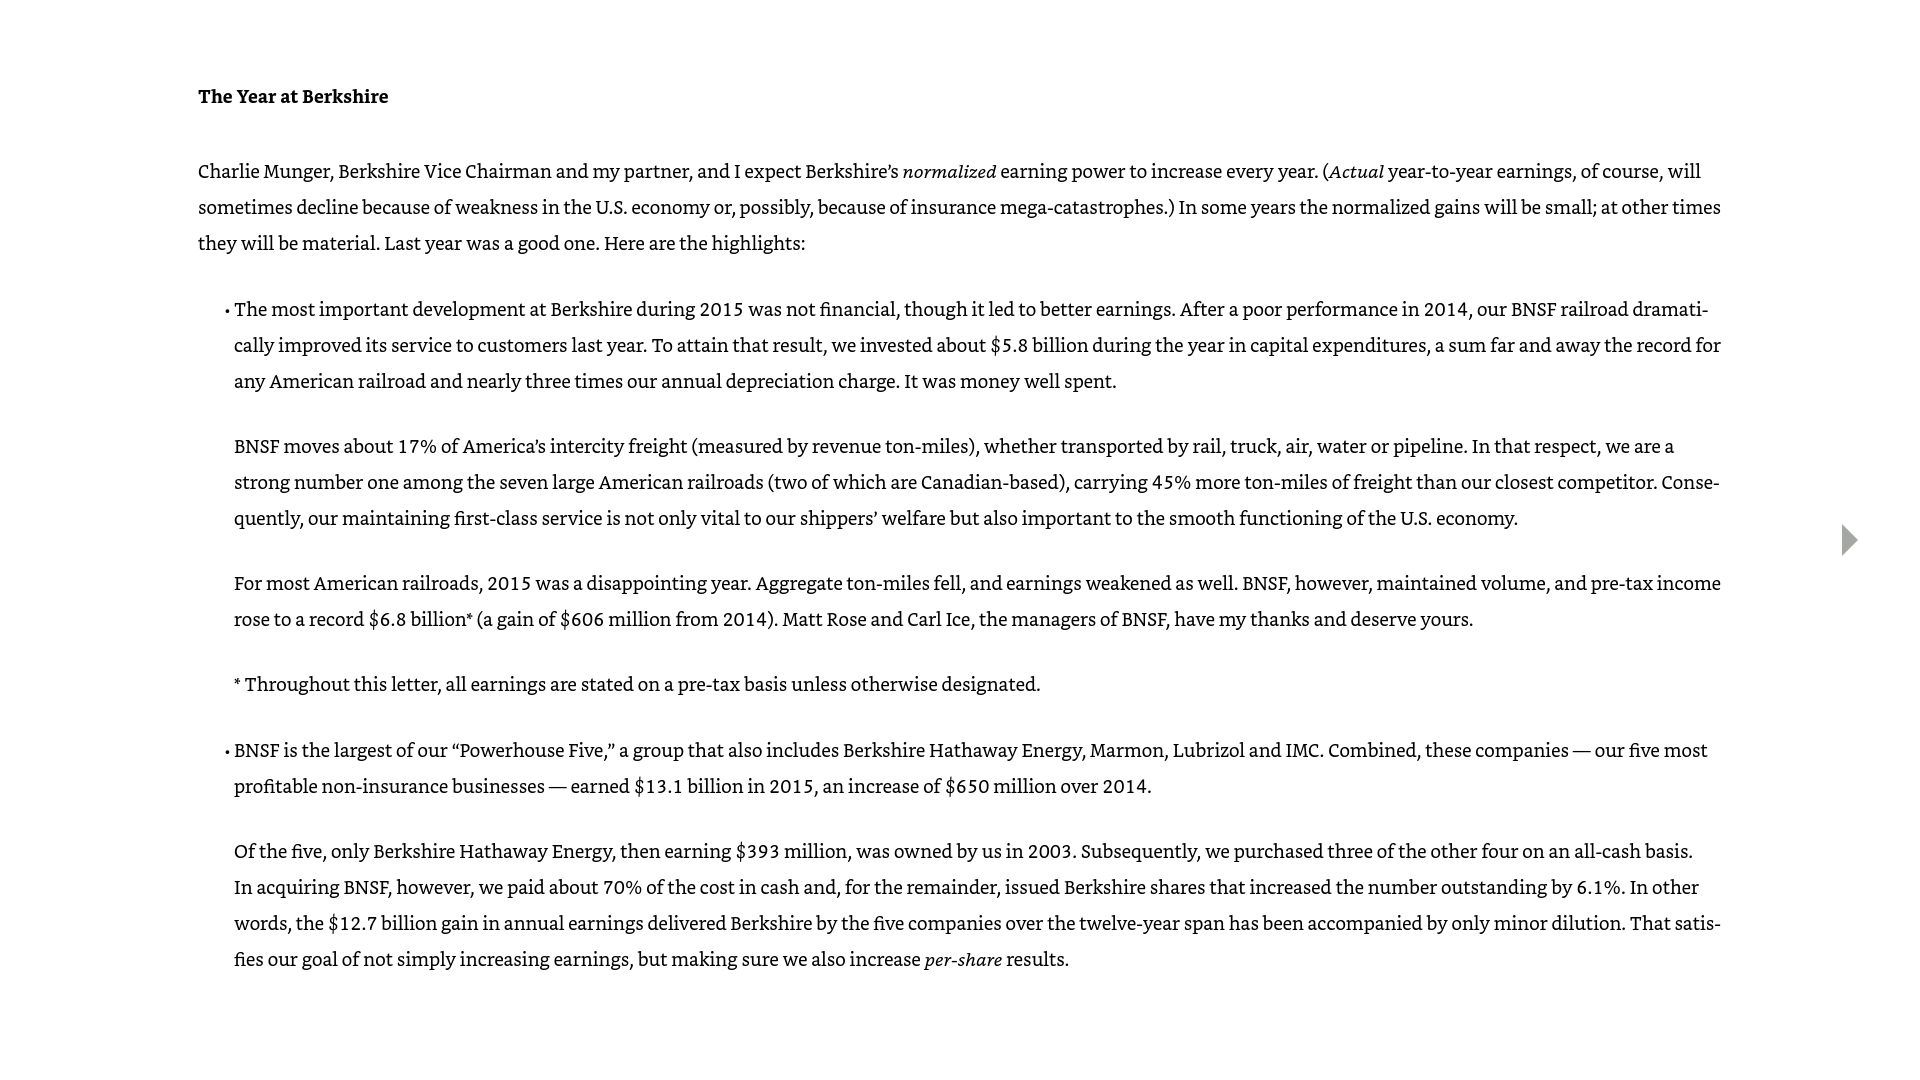 The Year at Berkshire
Charlie Munger, Berkshire Vice Chairman and my partner, and I expect Berkshire’s normalized earning power to increase every year. (Actual year-to-year earnings, of course, will
sometimes decline because of weakness in the U.S. economy or, possibly, because of insurance mega-catastrophes.) In some years the normalized gains will be small; at other times
they will be material. Last year was a good one. Here are the highlights:
• The most important development at Berkshire during 2015 was not financial, though it led to better earnings. After a poor performance in 2014, our BNSF railroad dramati-
cally improved its service to customers last year. To attain that result, we invested about $5.8 billion during the year in capital expenditures, a sum far and away the record for
any American railroad and nearly three times our annual depreciation charge. It was money well spent.
BNSF moves about 17% of America’s intercity freight (measured by revenue ton-miles), whether transported by rail, truck, air, water or pipeline. In that respect, we are a
strong number one among the seven large American railroads (two of which are Canadian-based), carrying 45% more ton-miles of freight than our closest competitor. Conse-
quently, our maintaining first-class service is not only vital to our shippers’ welfare but also important to the smooth functioning of the U.S. economy.
For most American railroads, 2015 was a disappointing year. Aggregate ton-miles fell, and earnings weakened as well. BNSF, however, maintained volume, and pre-tax income
rose to a record $6.8 billion* (a gain of $606 million from 2014). Matt Rose and Carl Ice, the managers of BNSF, have my thanks and deserve yours.
* Throughout this letter, all earnings are stated on a pre-tax basis unless otherwise designated.
• BNSF is the largest of our “Powerhouse Five,” a group that also includes Berkshire Hathaway Energy, Marmon, Lubrizol and IMC. Combined, these companies — our five most
profitable non-insurance businesses — earned $13.1 billion in 2015, an increase of $650 million over 2014.
Of the five, only Berkshire Hathaway Energy, then earning $393 million, was owned by us in 2003. Subsequently, we purchased three of the other four on an all-cash basis.
In acquiring BNSF, however, we paid about 70% of the cost in cash and, for the remainder, issued Berkshire shares that increased the number outstanding by 6.1%. In other
words, the $12.7 billion gain in annual earnings delivered Berkshire by the five companies over the twelve-year span has been accompanied by only minor dilution. That satis-
fies our goal of not simply increasing earnings, but making sure we also increase per-share results.